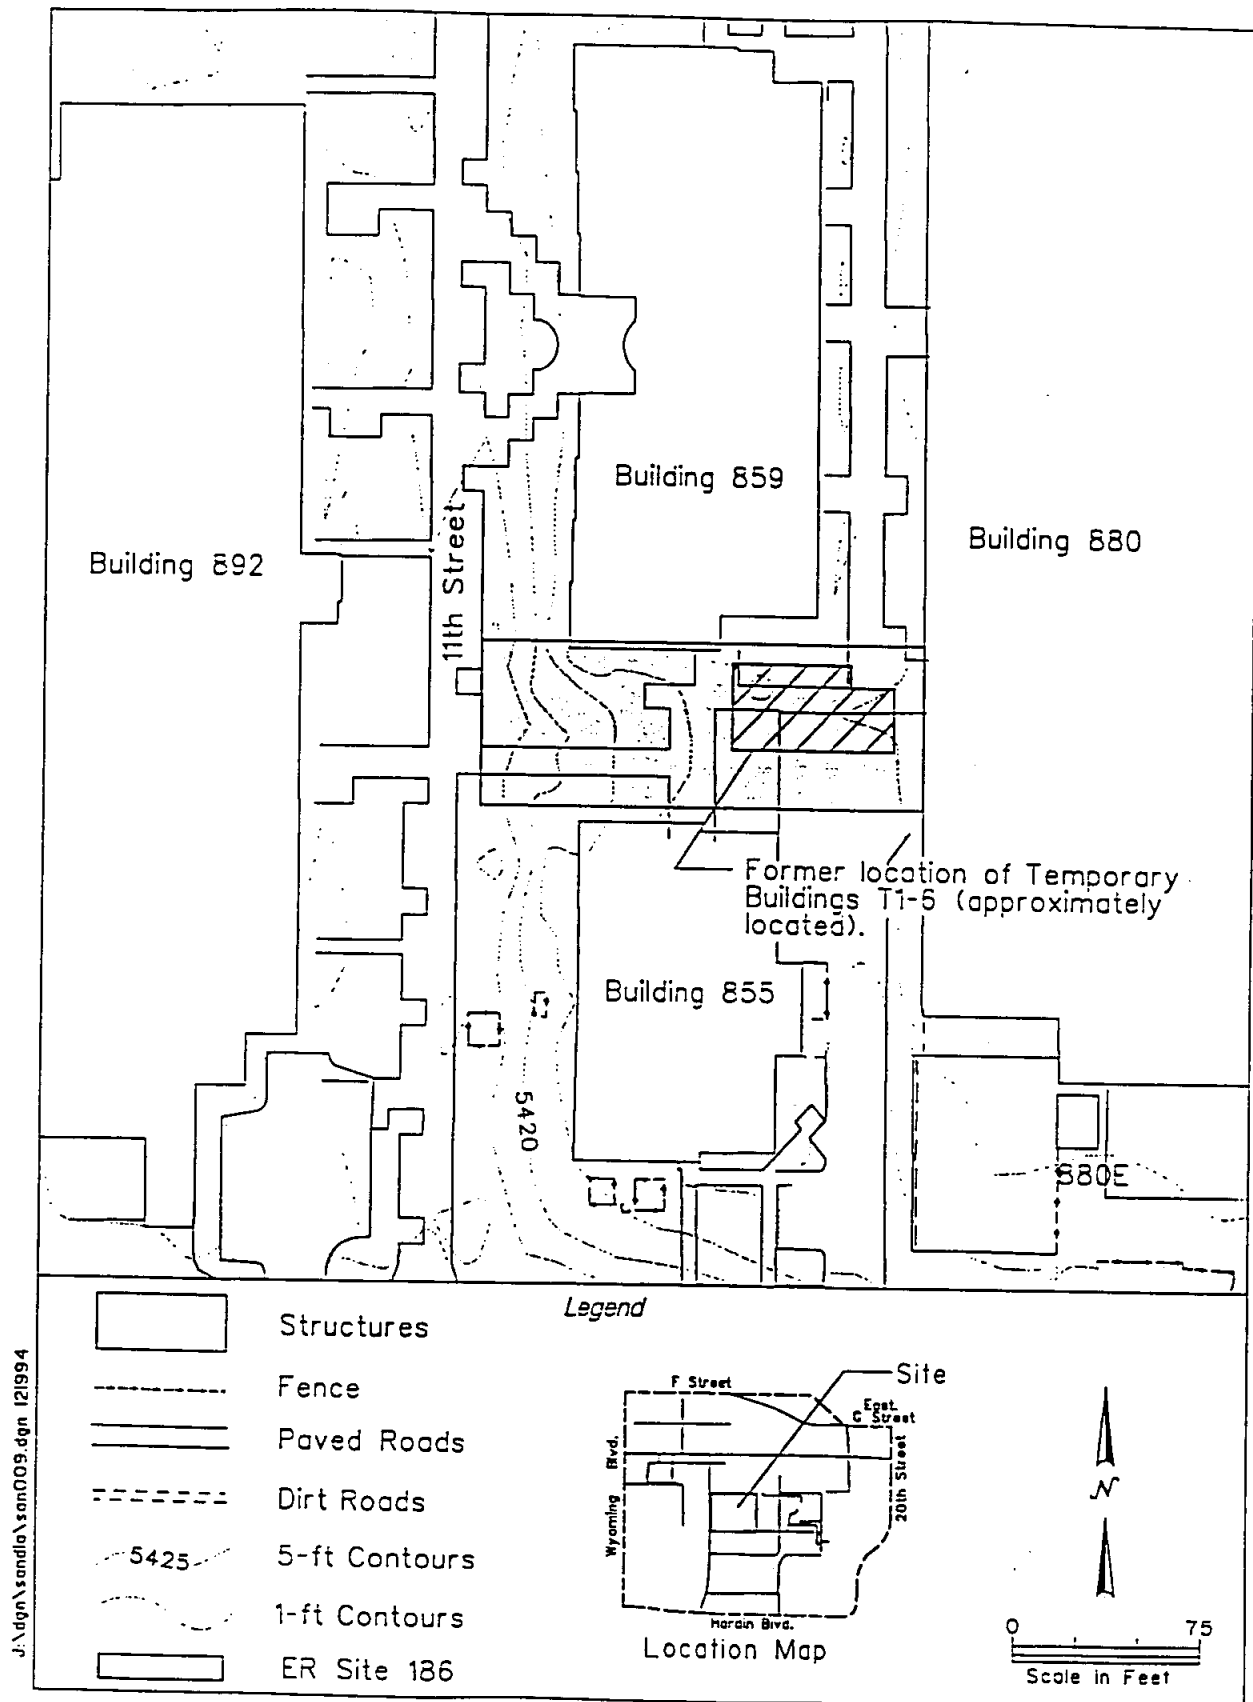 Building 859
Building 880
Building 892
11th Street
Former location of Temporary
Buildings T1-6 (approximately
located).
Building 855
5420
880E
Legend
Structures
Fence
Paved Roads
Dirt Roads
5425
5-ft Contours
1-ft Contours
ER Site 186
Site
F Street
East
G Street
Wyoming Blvd.
20th Street
Hardin Blvd.
Location Map
N
0 75
Scale in Feet
J:\dgn\sandia\san009.dgn 121994